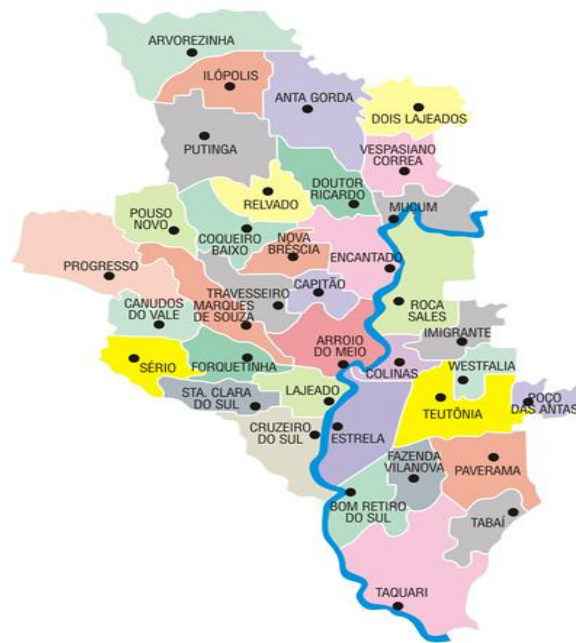 ARVOREZINHA
ILÓPOLIS
ANTA GORDA
DOIS LAJEADOS
PUTINGA
VESPASIANO
CORREA
DOUTOR
RICARDO
RELVADO
MUCUM
POUSO
NOVO
COQUEIRO
BAIXO
NOVA
BRÉSCIA
ENCANTADO
PROGRESSO
TRAVESSEIRO
CAPITÃO
CANUDOS
DO VALE
MARQUES
DE SOUZA
ROCA
SALES
IMIGRANTE
ARROIO
DO MEIO
COLINAS
WESTFALIA
SÉRIO
FORQUETINHA
STA. CLARA
DO SUL
LAJEADO
TEUTÔNIA
POÇO
DAS ANTAS
CRUZEIRO
DO SUL
ESTRELA
FAZENDA
VILANOVA
PAVERAMA
BOM RETIRO
DO SUL
TABAÍ
TAQUARI